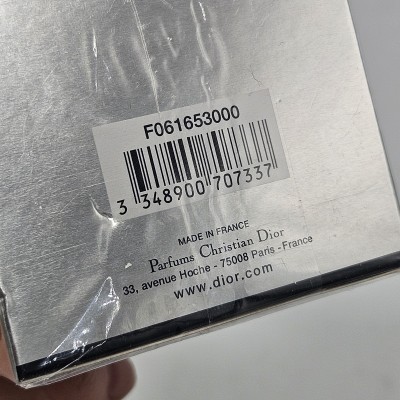 F061653000
3 348900 707337
MADE IN FRANCE
Parfums Christian Dior
33, avenue Hoche - 75008 Paris - France
www.dior.com